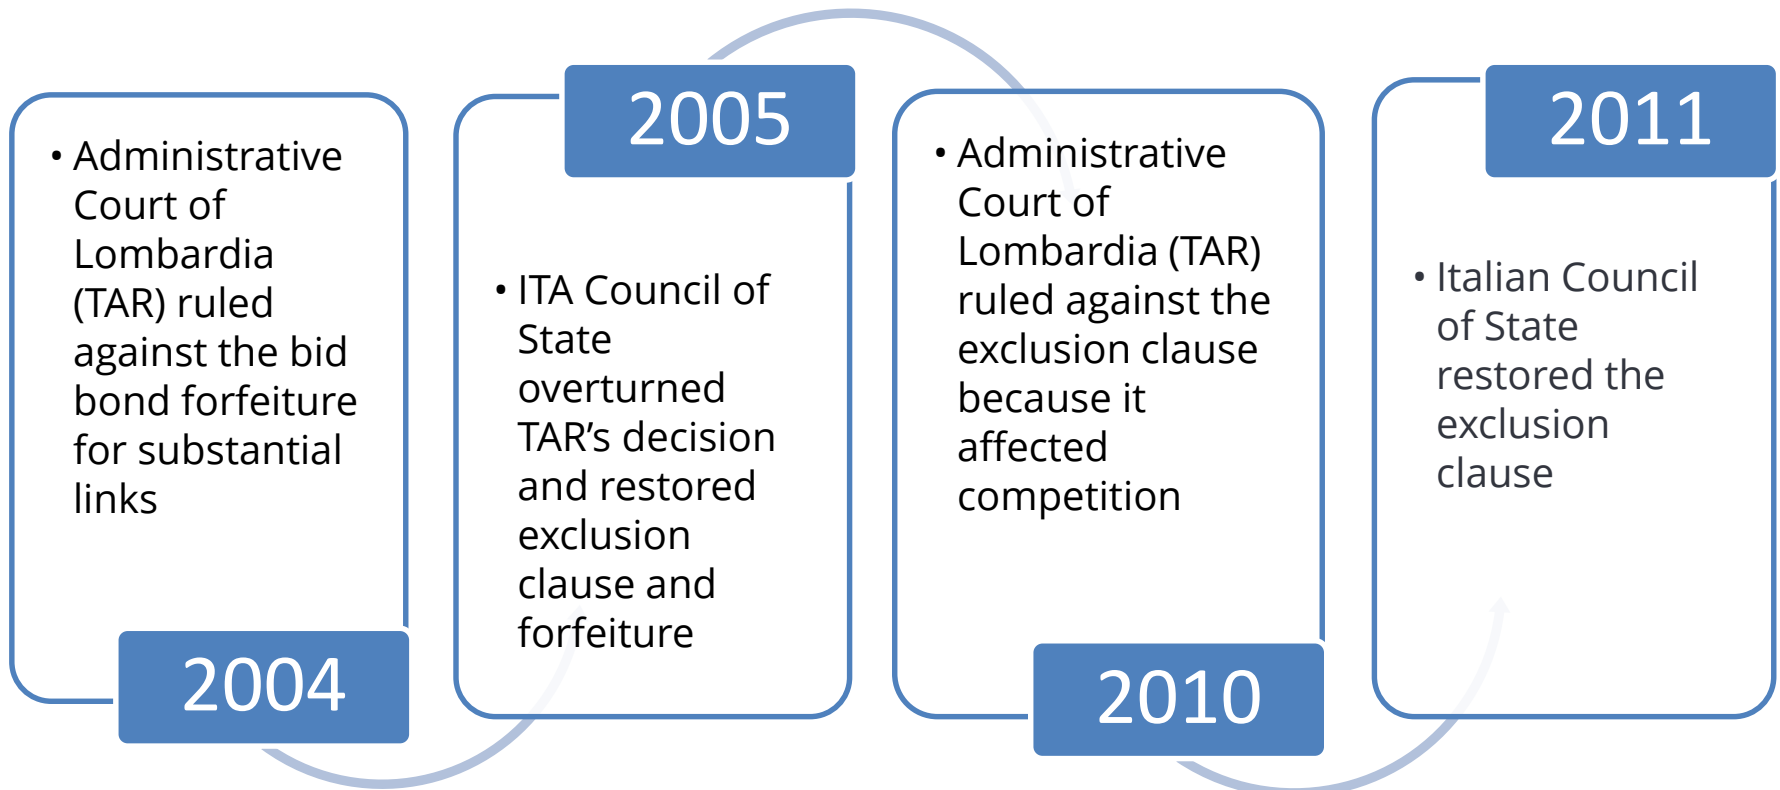 • Administrative
Court of
Lombardia
(TAR) ruled
against the bid
bond forfeiture
for substantial
links
2004
2005
• ITA Council of
State
overturned
TAR’s decision
and restored
exclusion
clause and
forfeiture
• Administrative
Court of
Lombardia (TAR)
ruled against the
exclusion clause
because it
affected
competition
2010
2011
• Italian Council
of State
restored the
exclusion
clause